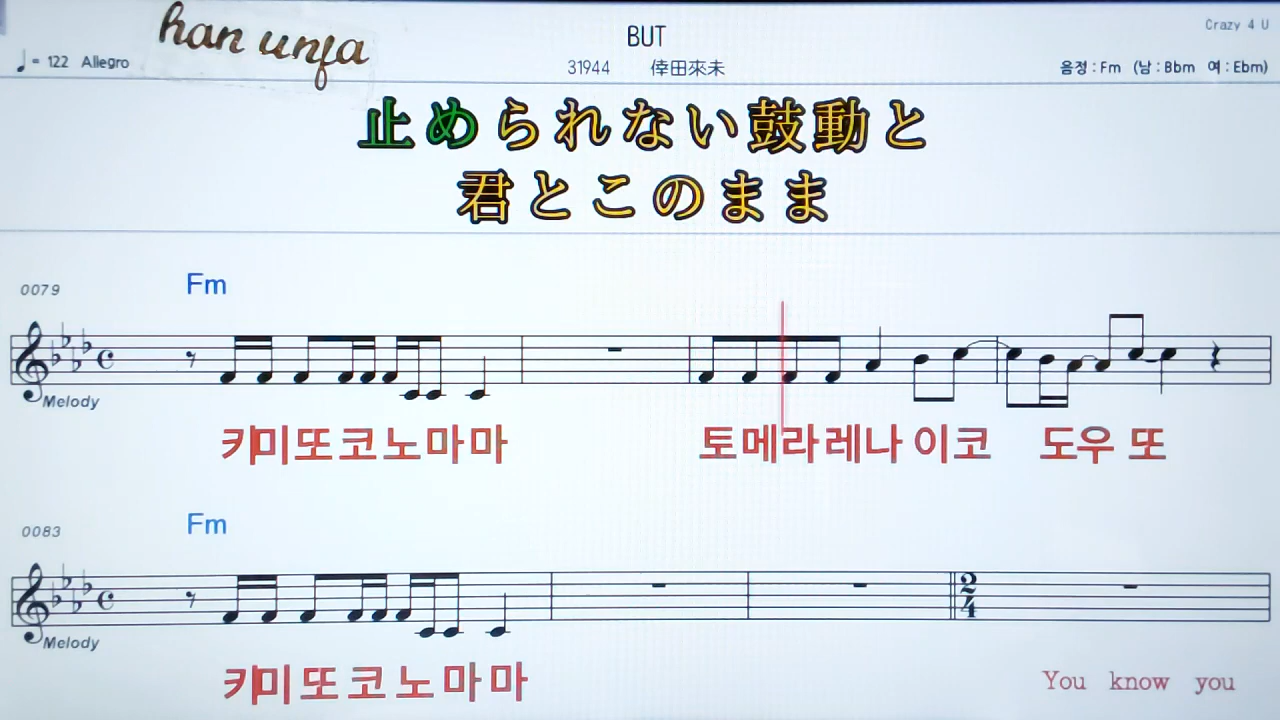 han unfa
BUT
Crazy 4 U
= 122 Allegro
31944 倖田來未
음정 : Fm (남 : Bbm 여 : Ebm)
止められない鼓動と
君とこのまま
0079
Fm
Melody
키미또코노마마 토메라레나이코 도우또
0083
Fm
2
4
Melody
키미또코노마마 You know you